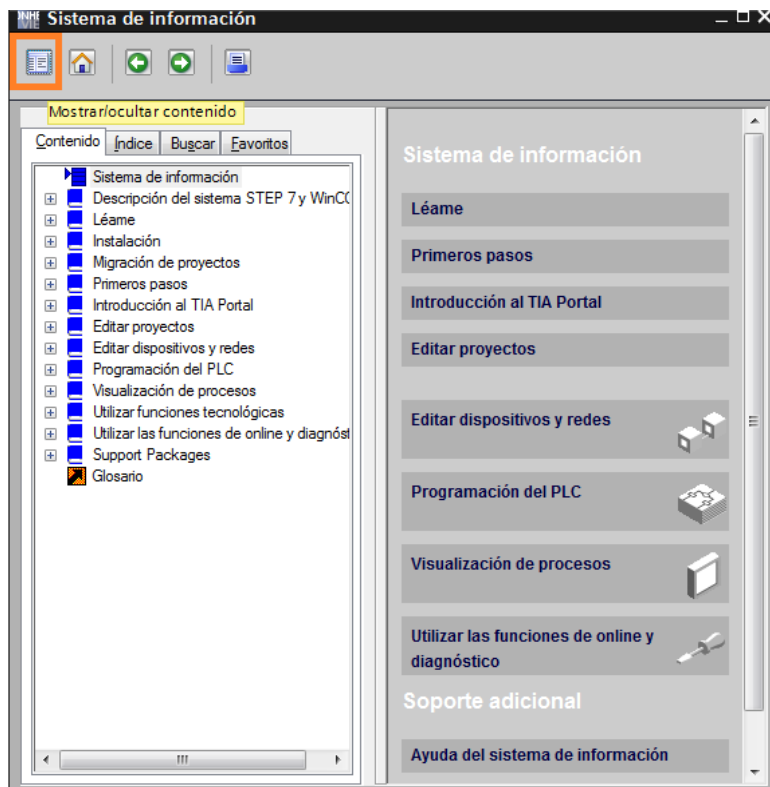 Sistema de información
Mostrar/ocultar contenido
Contenido
Índice
Buscar
Favoritos
Sistema de información
Descripción del sistema STEP 7 y WinCC
Léame
Instalación
Migración de proyectos
Primeros pasos
Introducción al TIA Portal
Editar proyectos
Editar dispositivos y redes
Programación del PLC
Visualización de procesos
Utilizar funciones tecnológicas
Utilizar las funciones de online y diagnóst
Support Packages
Glosario
Sistema de información
Léame
Primeros pasos
Introducción al TIA Portal
Editar proyectos
Editar dispositivos y redes
Programación del PLC
Visualización de procesos
Utilizar las funciones de online y
diagnóstico
Soporte adicional
Ayuda del sistema de información